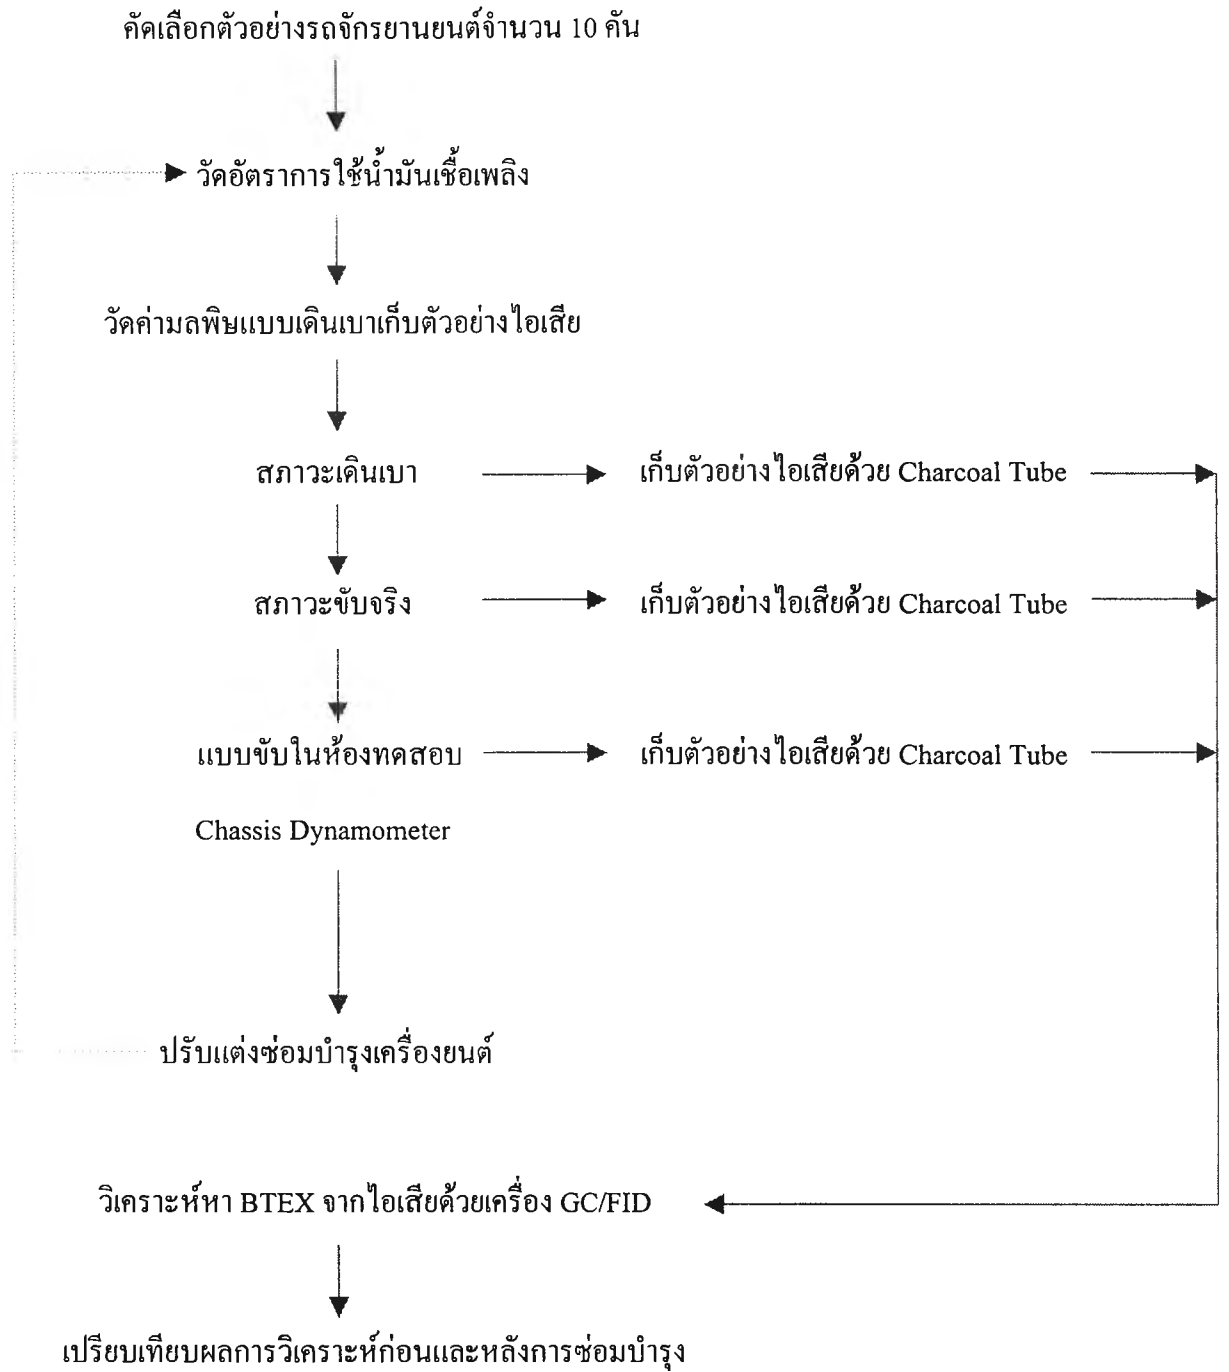 คัดเลือกตัวอย่างรถจักรยานยนต์จำนวน 10 คัน
วัดอัตราการใช้น้ำมันเชื้อเพลิง
วัดค่ามลพิษแบบเดินเบาเก็บตัวอย่างไอเสีย
สภาวะเดินเบา
เก็บตัวอย่างไอเสียด้วย Charcoal Tube
สภาวะขับจริง
เก็บตัวอย่างไอเสียด้วย Charcoal Tube
แบบขับในห้องทดสอบ
เก็บตัวอย่างไอเสียด้วย Charcoal Tube
Chassis Dynamometer
ปรับแต่งซ่อมบำรุงเครื่องยนต์
วิเคราะห์หา BTEX จากไอเสียด้วยเครื่อง GC/FID
เปรียบเทียบผลการวิเคราะห์ก่อนและหลังการซ่อมบำรุง